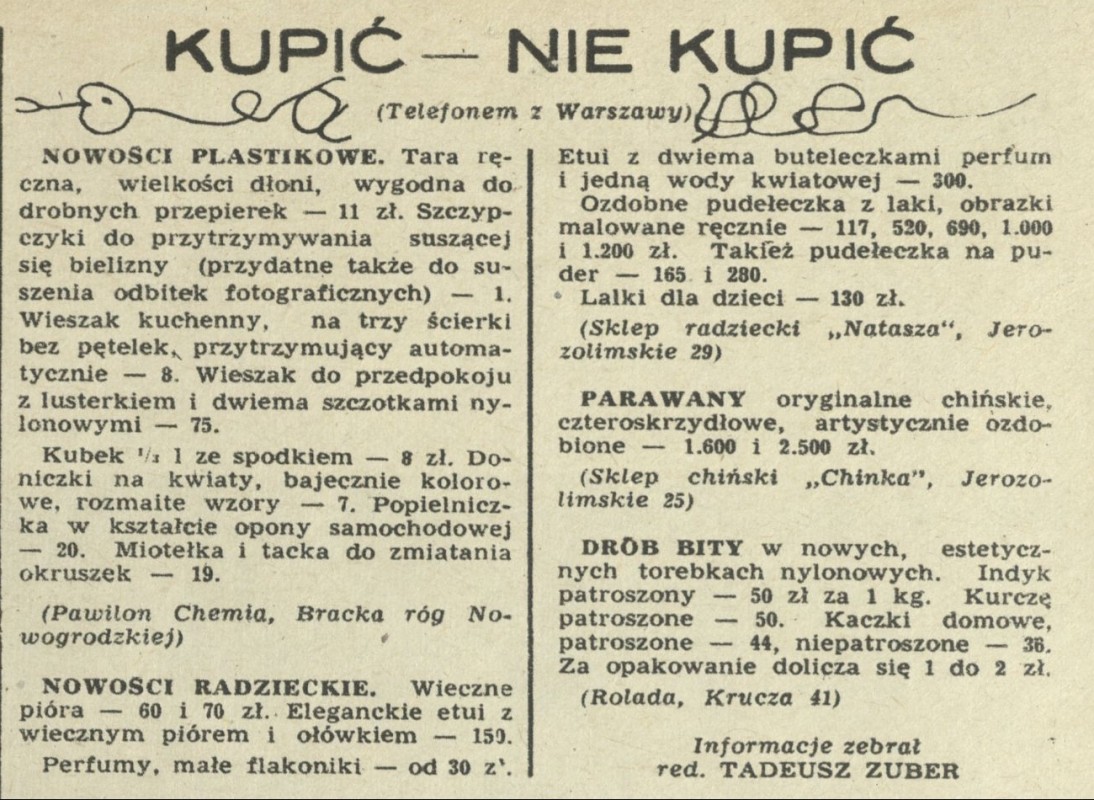 KUPIĆ — NIE KUPIĆ
(Telefonem z Warszawy)
NOWOŚCI PLASTIKOWE. Tara rę-
czna, wielkości dłoni, wygodna do
drobnych przepierek — 11 zł. Szczyp-
czyki do przytrzymywania suszącej
się bielizny (przydatne także do su-
szenia odbitek fotograficznych) — 1.
Wieszak kuchenny, na trzy ścierki
bez pętelek, przytrzymujący automa-
tycznie — 8. Wieszak do przedpokoju
z lusterkiem i dwiema szczotkami ny-
lonowymi — 75.
Kubek ½ l ze spodkiem — 8 zł. Do-
niczki na kwiaty, bajecznie koloro-
we, rozmaite wzory — 7. Popielnicz-
ka w kształcie opony samochodowej
— 20. Miotełka i tacka do zmiatania
okruszek — 19.
(Pawilon Chemia, Bracka róg No-
wogrodzkiej)
NOWOŚCI RADZIECKIE. Wieczne
pióra — 60 i 70 zł. Eleganckie etui z
wiecznym piórem i ołówkiem — 150.
Perfumy, małe flakoniki — od 30 zł.
Etui z dwiema buteleczkami perfum
i jedną wody kwiatowej — 300.
Ozdobne pudełeczka z laki, obrazki
malowane ręcznie — 117, 520, 690, 1.000
i 1.200 zł. Takież pudełeczka na pu-
der — 165 i 280.
Lalki dla dzieci — 130 zł.
(Sklep radziecki „Natasza", Jero-
zolimskie 29)
PARAWANY oryginalne chińskie,
czteroskrzydłowe, artystycznie ozdo-
bione — 1.600 i 2.500 zł.
(Sklep chiński „Chinka", Jerozo-
limskie 25)
DRÓB BITY w nowych, estetycz-
nych torebkach nylonowych. Indyk
patroszony — 50 zł za 1 kg. Kurczę
patroszone — 50. Kaczki domowe,
patroszone — 44, niepatroszone — 36.
Za opakowanie dolicza się 1 do 2 zł.
(Rolada, Krucza 41)
Informacje zebrał
red. TADEUSZ ZUBER